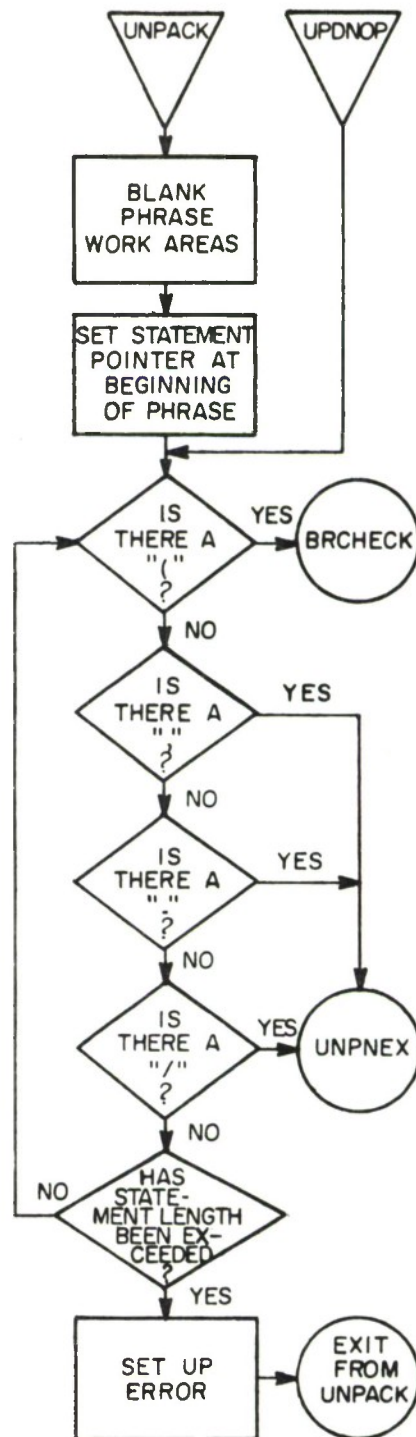 UNPACK
UPDNOP
BLANK
PHRASE
WORK AREAS
SET STATEMENT
POINTER AT
BEGINNING
OF PHRASE
IS
THERE A
"("
?
YES
BRCHECK
NO
IS
THERE A
","
?
YES
NO
IS
THERE A
"."
?
YES
NO
IS
THERE A
"/"
?
YES
UNPNEX
NO
HAS
STATE-
MENT LENGTH
BEEN EX-
CEEDED
?
NO
YES
SET UP
ERROR
EXIT
FROM
UNPACK